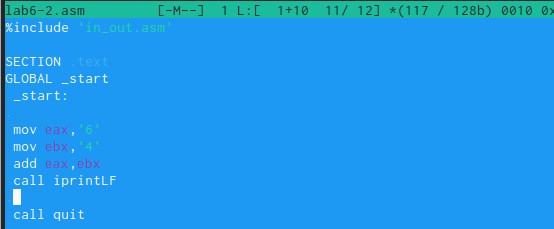 lab6-2.asm [-M--] 1 L:[ 1+10 11/ 12] *(117 / 128b) 0010 0x
%include 'in_out.asm'
SECTION .text
GLOBAL _start
_start:
mov eax,'6'
mov ebx,'4'
add eax,ebx
call iprintLF
call quit